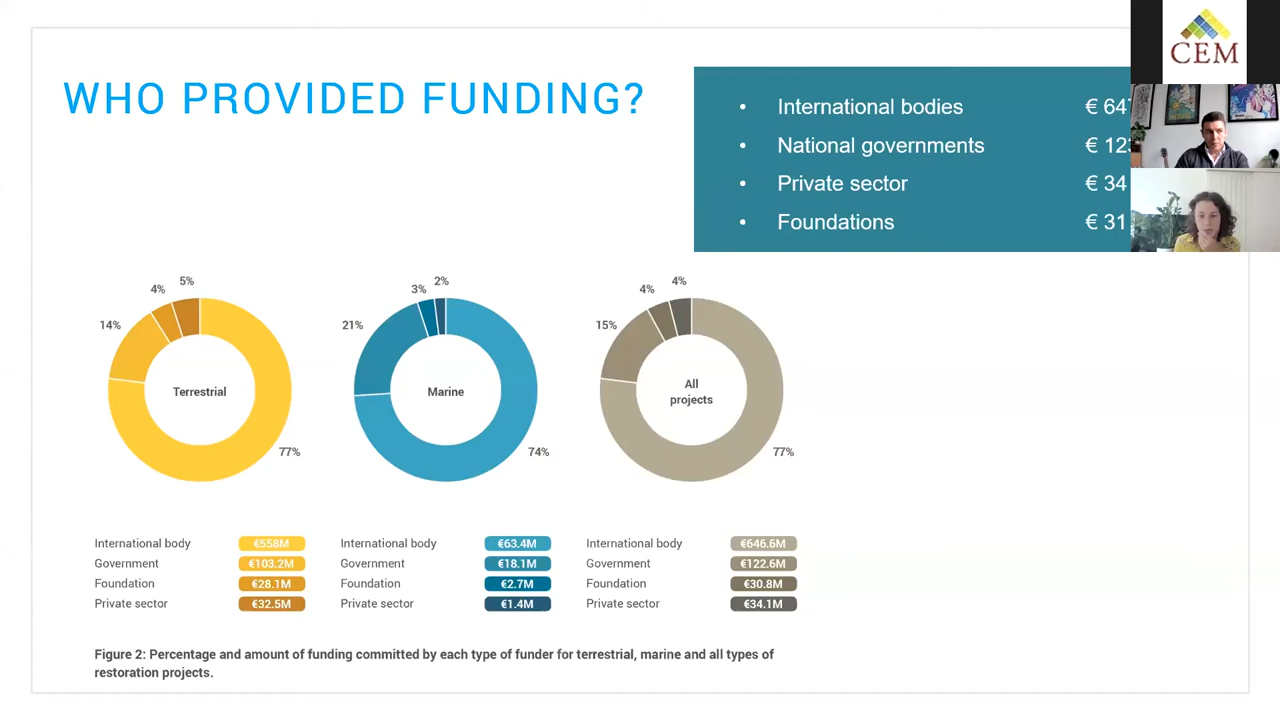 CEM
WHO PROVIDED FUNDING?
• International bodies € 647
• National governments € 123
• Private sector € 34
• Foundations € 31
14% 4% 5%
Terrestrial
77%
21% 3% 2%
Marine
74%
15% 4% 4%
All
projects
77%
International body €558M
Government €103.2M
Foundation €28.1M
Private sector €32.5M
International body €63.4M
Government €18.1M
Foundation €2.7M
Private sector €1.4M
International body €646.6M
Government €122.6M
Foundation €30.8M
Private sector €34.1M
Figure 2: Percentage and amount of funding committed by each type of funder for terrestrial, marine and all types of
restoration projects.